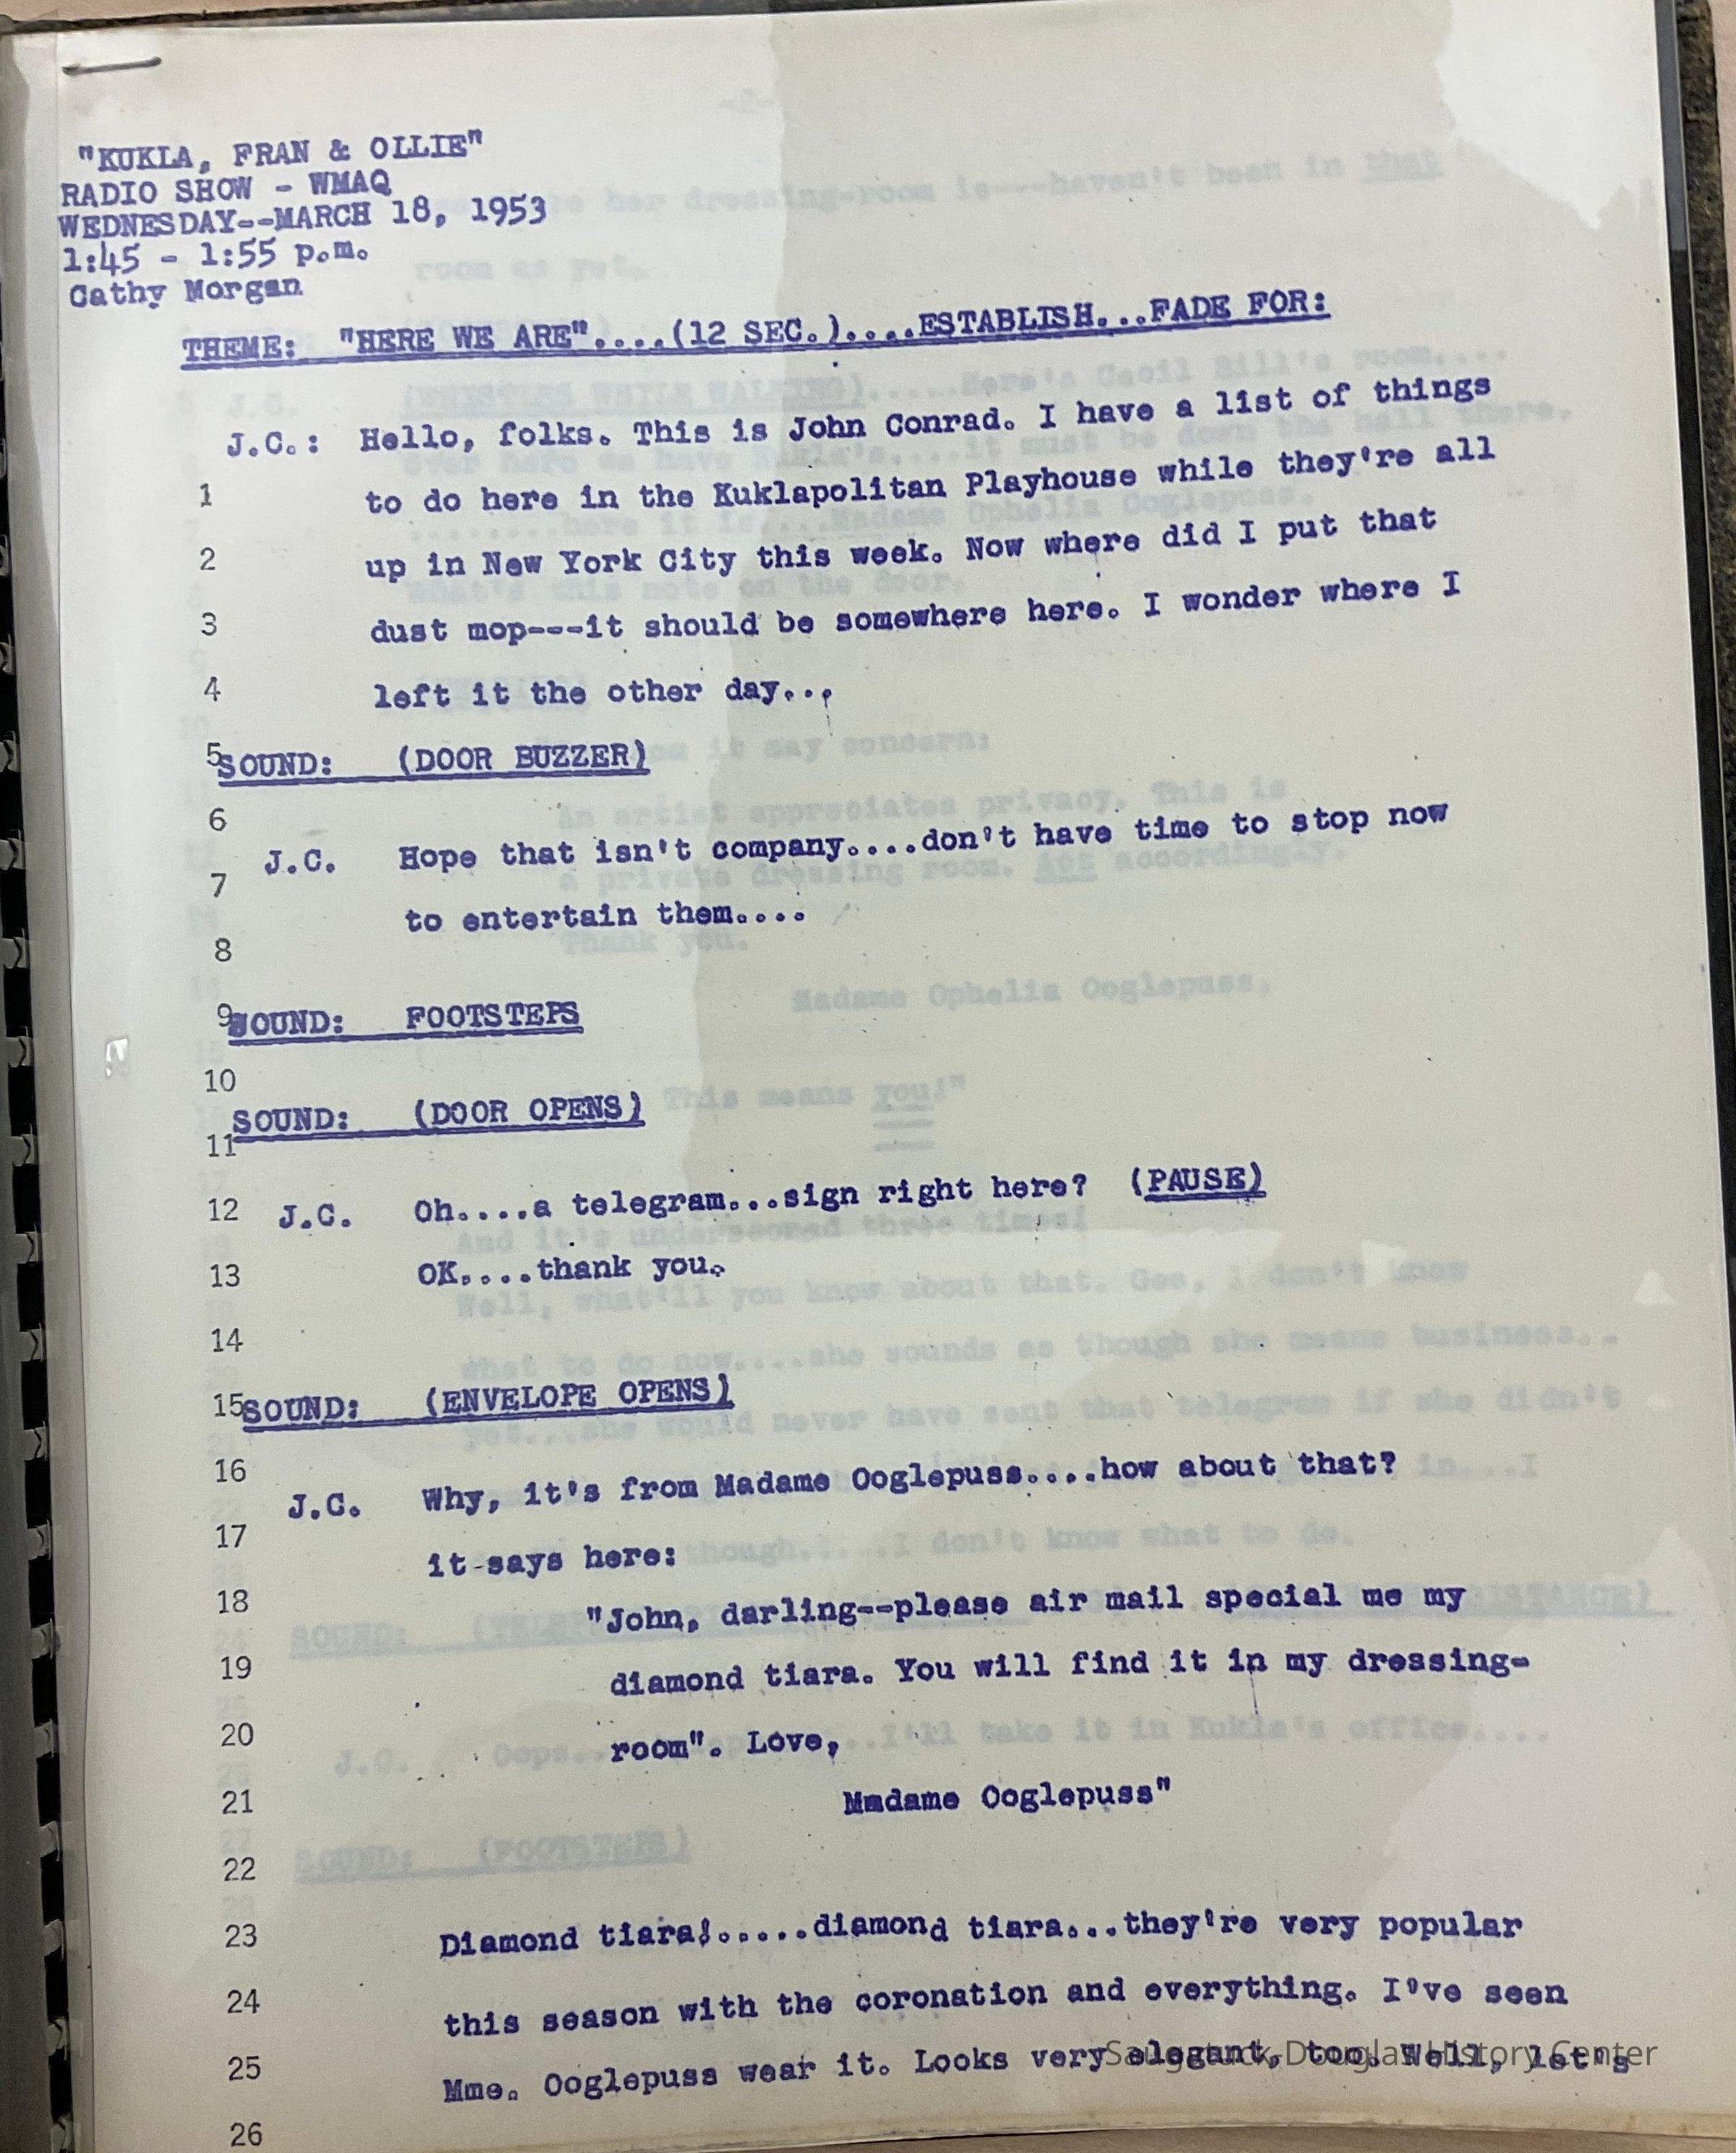 "KUKLA, FRAN & OLLIE"
RADIO SHOW - WMAQ
WEDNESDAY--MARCH 18, 1953
1:45 - 1:55 p.m.
Cathy Morgan
THEME: "HERE WE ARE"....(12 SEC.)....ESTABLISH...FADE FOR:
J.C.: Hello, folks. This is John Conrad. I have a list of things
1 to do here in the Kuklapolitan Playhouse while they're all
2 up in New York City this week. Now where did I put that
3 dust mop---it should be somewhere here. I wonder where I
4 left it the other day...
5 SOUND: (DOOR BUZZER)
6
J.C. Hope that isn't company....don't have time to stop now
7
to entertain them....
8
9 SOUND: FOOTSTEPS
10
SOUND: (DOOR OPENS)
11
12 J.C. Oh....a telegram...sign right here? (PAUSE)
13 OK....thank you.
14
15 SOUND: (ENVELOPE OPENS)
16
J.C. Why, it's from Madame Ooglepuss....how about that?
17
it says here:
18 "John, darling--please air mail special me my
19 diamond tiara. You will find it in my dressing-
20 room". Love,
21 Madame Ooglepuss"
22
23 Diamond tiara!.....diamond tiara...they're very popular
24 this season with the coronation and everything. I've seen
25 Mme. Ooglepuss wear it. Looks very elegant, too. Well, let's
26
Saugatuck-Douglas History Center